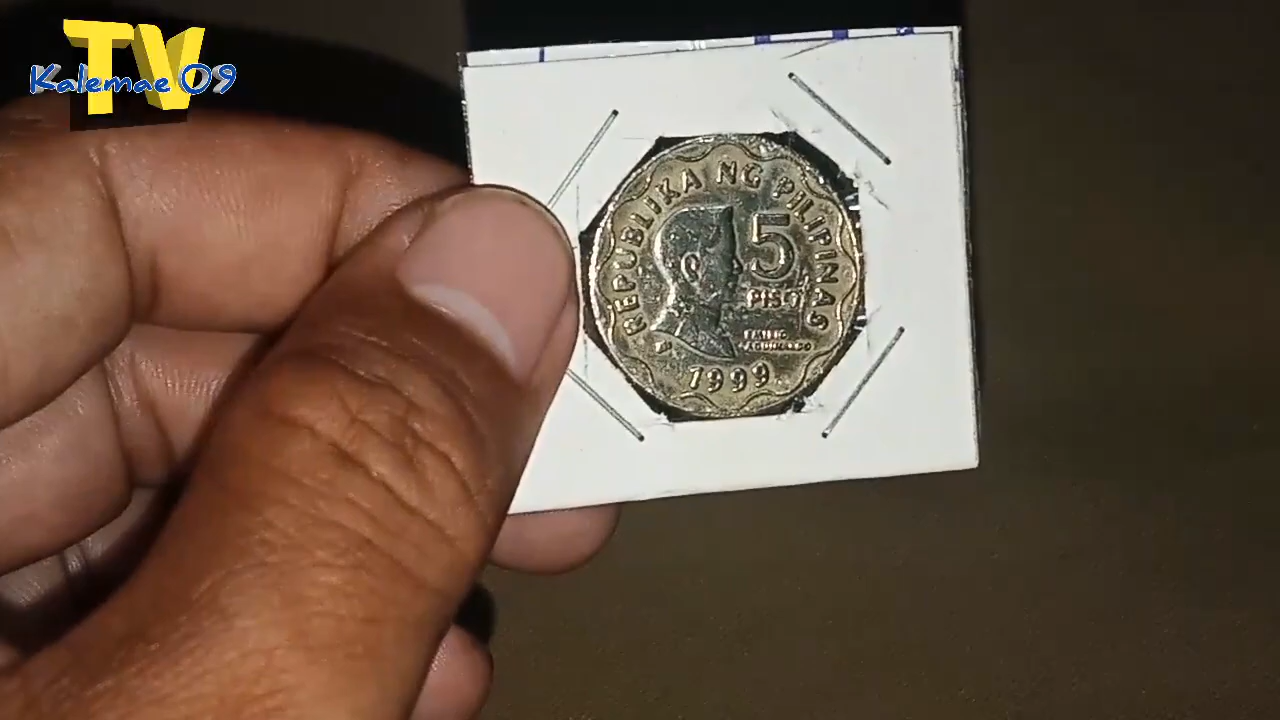 TV
Kalemae 09
REPUBLIKA NG PILIPINAS
5
PISO
EMILIO
AGUINALDO
1999